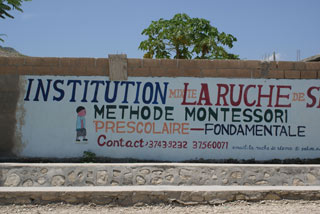 INSTITUTION MIXTE LA RUCHE DE S
METHODE MONTESSORI
PRESCOLAIRE — FONDAMENTALE
Contact: 37439232 37560071